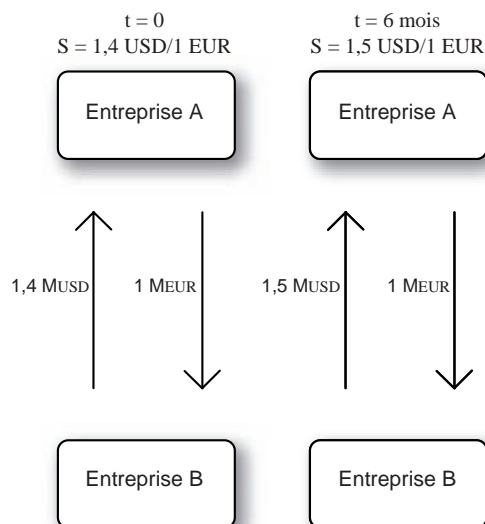 t = 0
S = 1,4 USD/1 EUR
Entreprise A
1,4 MUSD
1 MEUR
Entreprise B
t = 6 mois
S = 1,5 USD/1 EUR
Entreprise A
1,5 MUSD
1 MEUR
Entreprise B